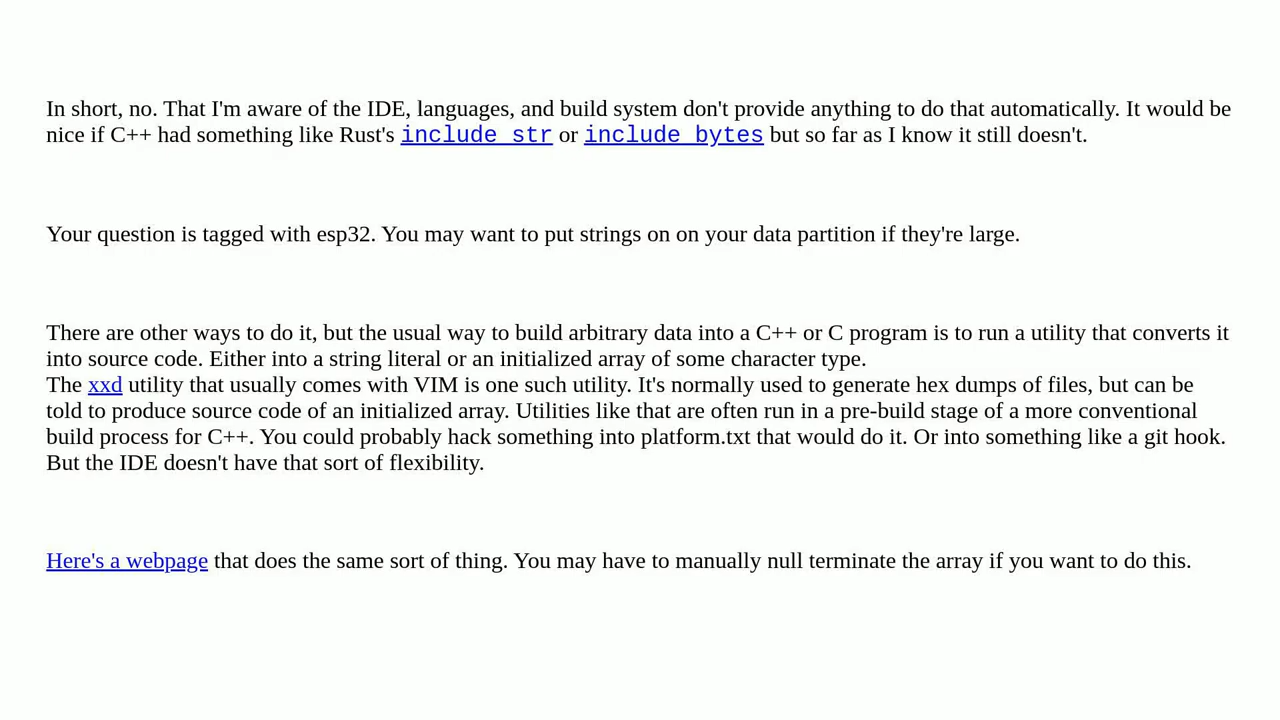 In short, no. That I'm aware of the IDE, languages, and build system don't provide anything to do that automatically. It would be
nice if C++ had something like Rust's include_str or include_bytes but so far as I know it still doesn't.
Your question is tagged with esp32. You may want to put strings on on your data partition if they're large.
There are other ways to do it, but the usual way to build arbitrary data into a C++ or C program is to run a utility that converts it
into source code. Either into a string literal or an initialized array of some character type.
The xxd utility that usually comes with VIM is one such utility. It's normally used to generate hex dumps of files, but can be
told to produce source code of an initialized array. Utilities like that are often run in a pre-build stage of a more conventional
build process for C++. You could probably hack something into platform.txt that would do it. Or into something like a git hook.
But the IDE doesn't have that sort of flexibility.
Here's a webpage that does the same sort of thing. You may have to manually null terminate the array if you want to do this.